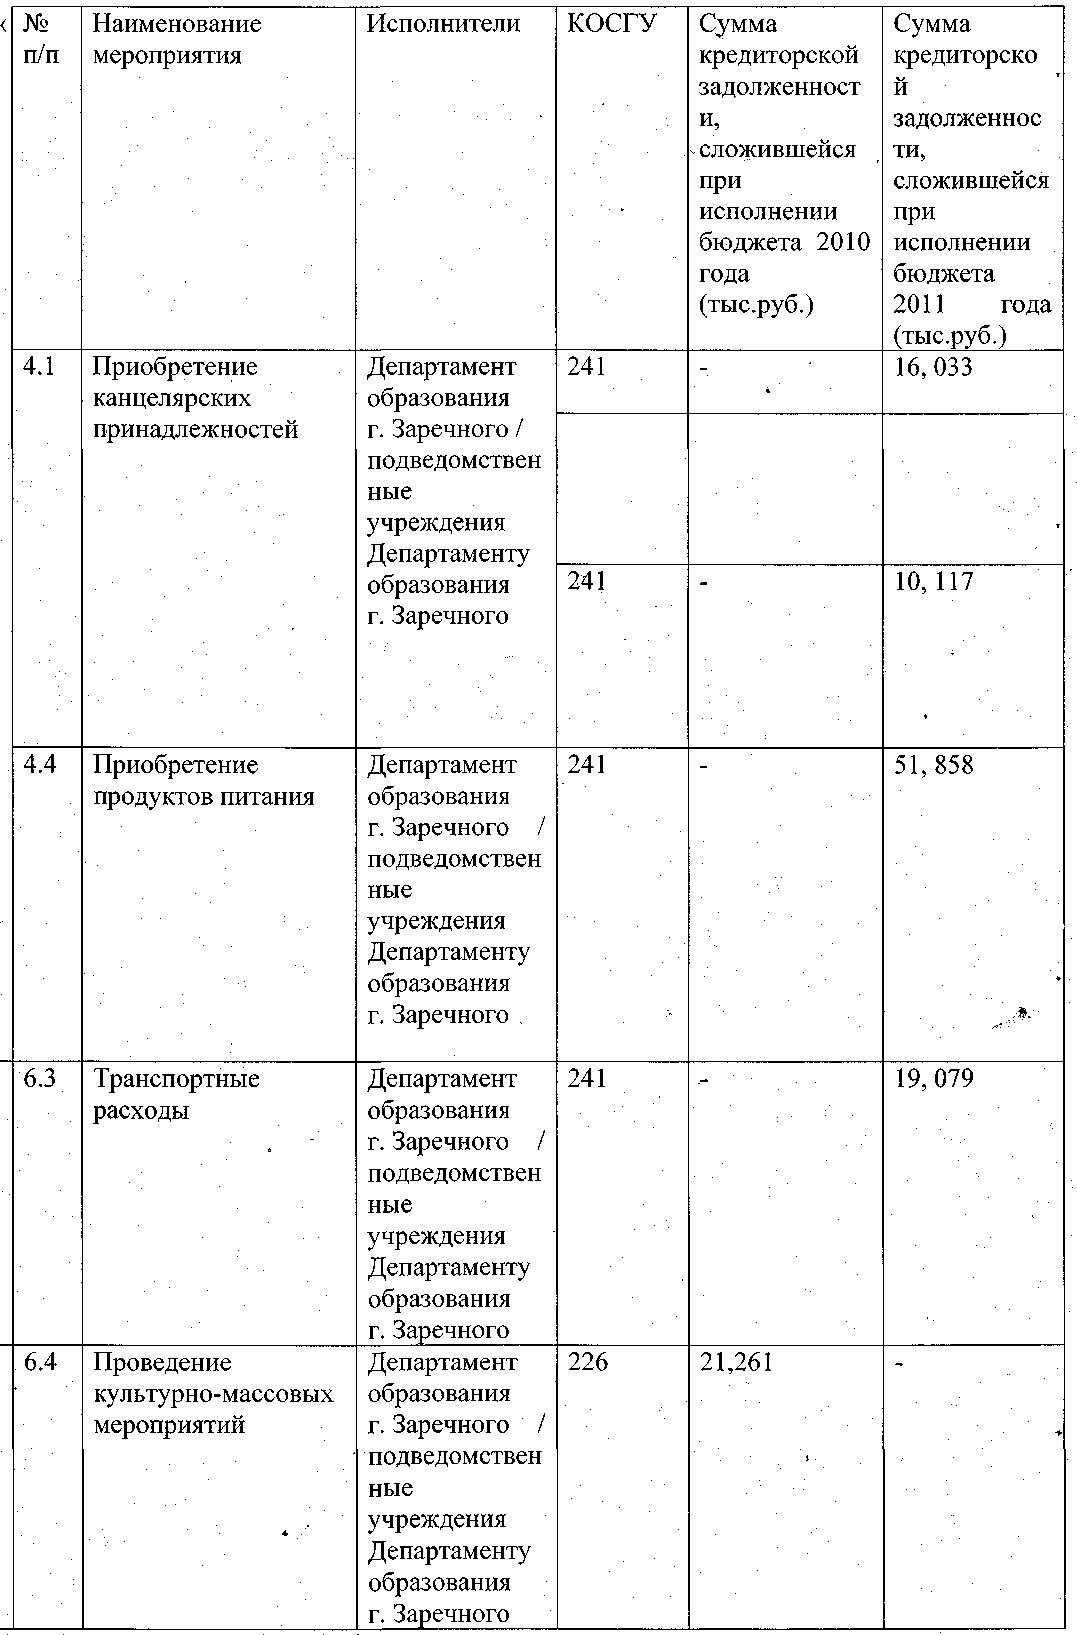 №
п/п
Наименование
мероприятия
Исполнители
КОСГУ
Сумма
кредиторской
задолженност
и,
сложившейся
при
исполнении
бюджета 2010
года
(тыс.руб.)
Сумма
кредиторско
й
задолженнос
ти,
сложившейся
при
исполнении
бюджета
2011 года
(тыс.руб.)
4.1
Приобретение
канцелярских
принадлежностей
Департамент
образования
г. Заречного /
подведомствен
ные
учреждения
Департаменту
образования
г. Заречного
241
-
16, 033
241
-
10, 117
4.4
Приобретение
продуктов питания
Департамент
образования
г. Заречного /
подведомствен
ные
учреждения
Департаменту
образования
г. Заречного
241
-
51, 858
6.3
Транспортные
расходы
Департамент
образования
г. Заречного /
подведомствен
ные
учреждения
Департаменту
образования
г. Заречного
241
-
19, 079
6.4
Проведение
культурно-массовых
мероприятий
Департамент
образования
г. Заречного /
подведомствен
ные
учреждения
Департаменту
образования
г. Заречного
226
21,261
-